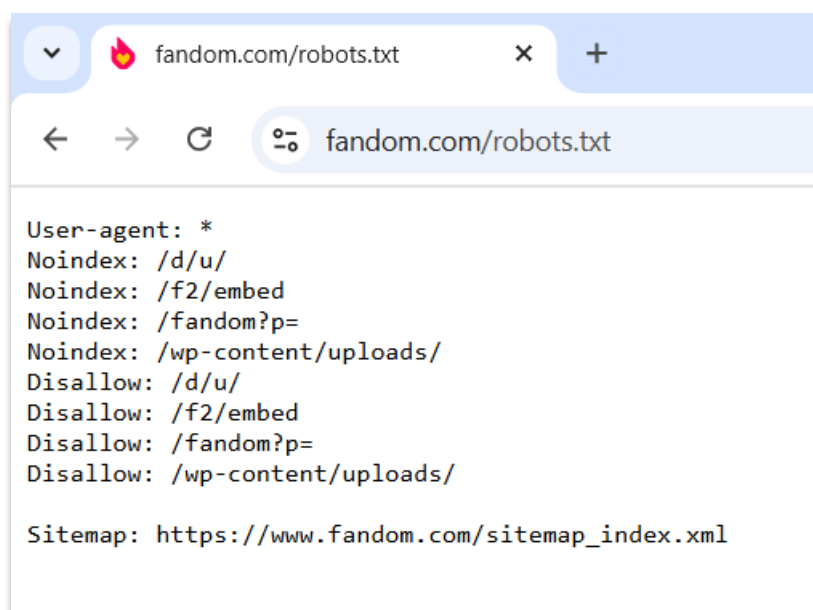 fandom.com/robots.txt
fandom.com/robots.txt
User-agent: *
Noindex: /d/u/
Noindex: /f2/embed
Noindex: /fandom?p=
Noindex: /wp-content/uploads/
Disallow: /d/u/
Disallow: /f2/embed
Disallow: /fandom?p=
Disallow: /wp-content/uploads/
Sitemap: https://www.fandom.com/sitemap_index.xml